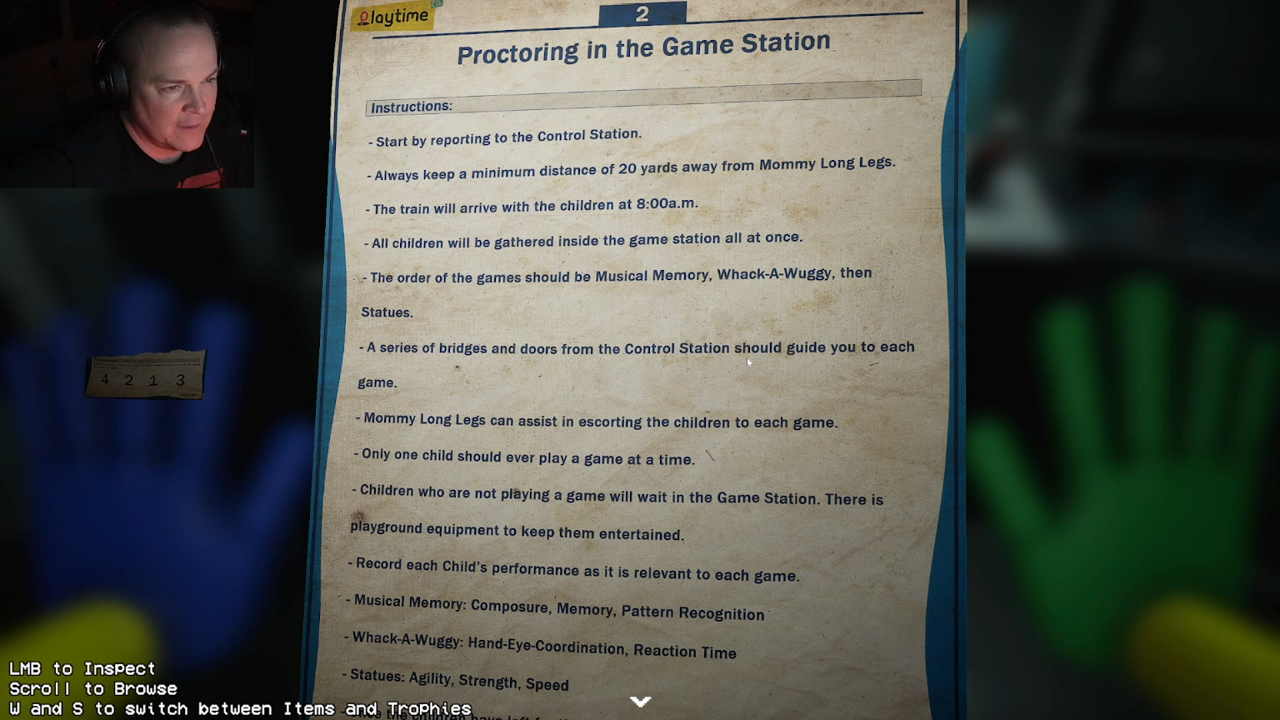 Playtime
2
Proctoring in the Game Station
Instructions:
- Start by reporting to the Control Station.
- Always keep a minimum distance of 20 yards away from Mommy Long Legs.
- The train will arrive with the children at 8:00a.m.
- All children will be gathered inside the game station all at once.
- The order of the games should be Musical Memory, Whack-A-Wuggy, then
Statues.
- A series of bridges and doors from the Control Station should guide you to each
game.
- Mommy Long Legs can assist in escorting the children to each game.
- Only one child should ever play a game at a time.
- Children who are not playing a game will wait in the Game Station. There is
playground equipment to keep them entertained.
- Record each Child's performance as it is relevant to each game.
- Musical Memory: Composure, Memory, Pattern Recognition
- Whack-A-Wuggy: Hand-Eye-Coordination, Reaction Time
- Statues: Agility, Strength, Speed
the children have left
4 2 1 3
LMB to Inspect
Scroll to Browse
W and S to switch between Items and Trophies